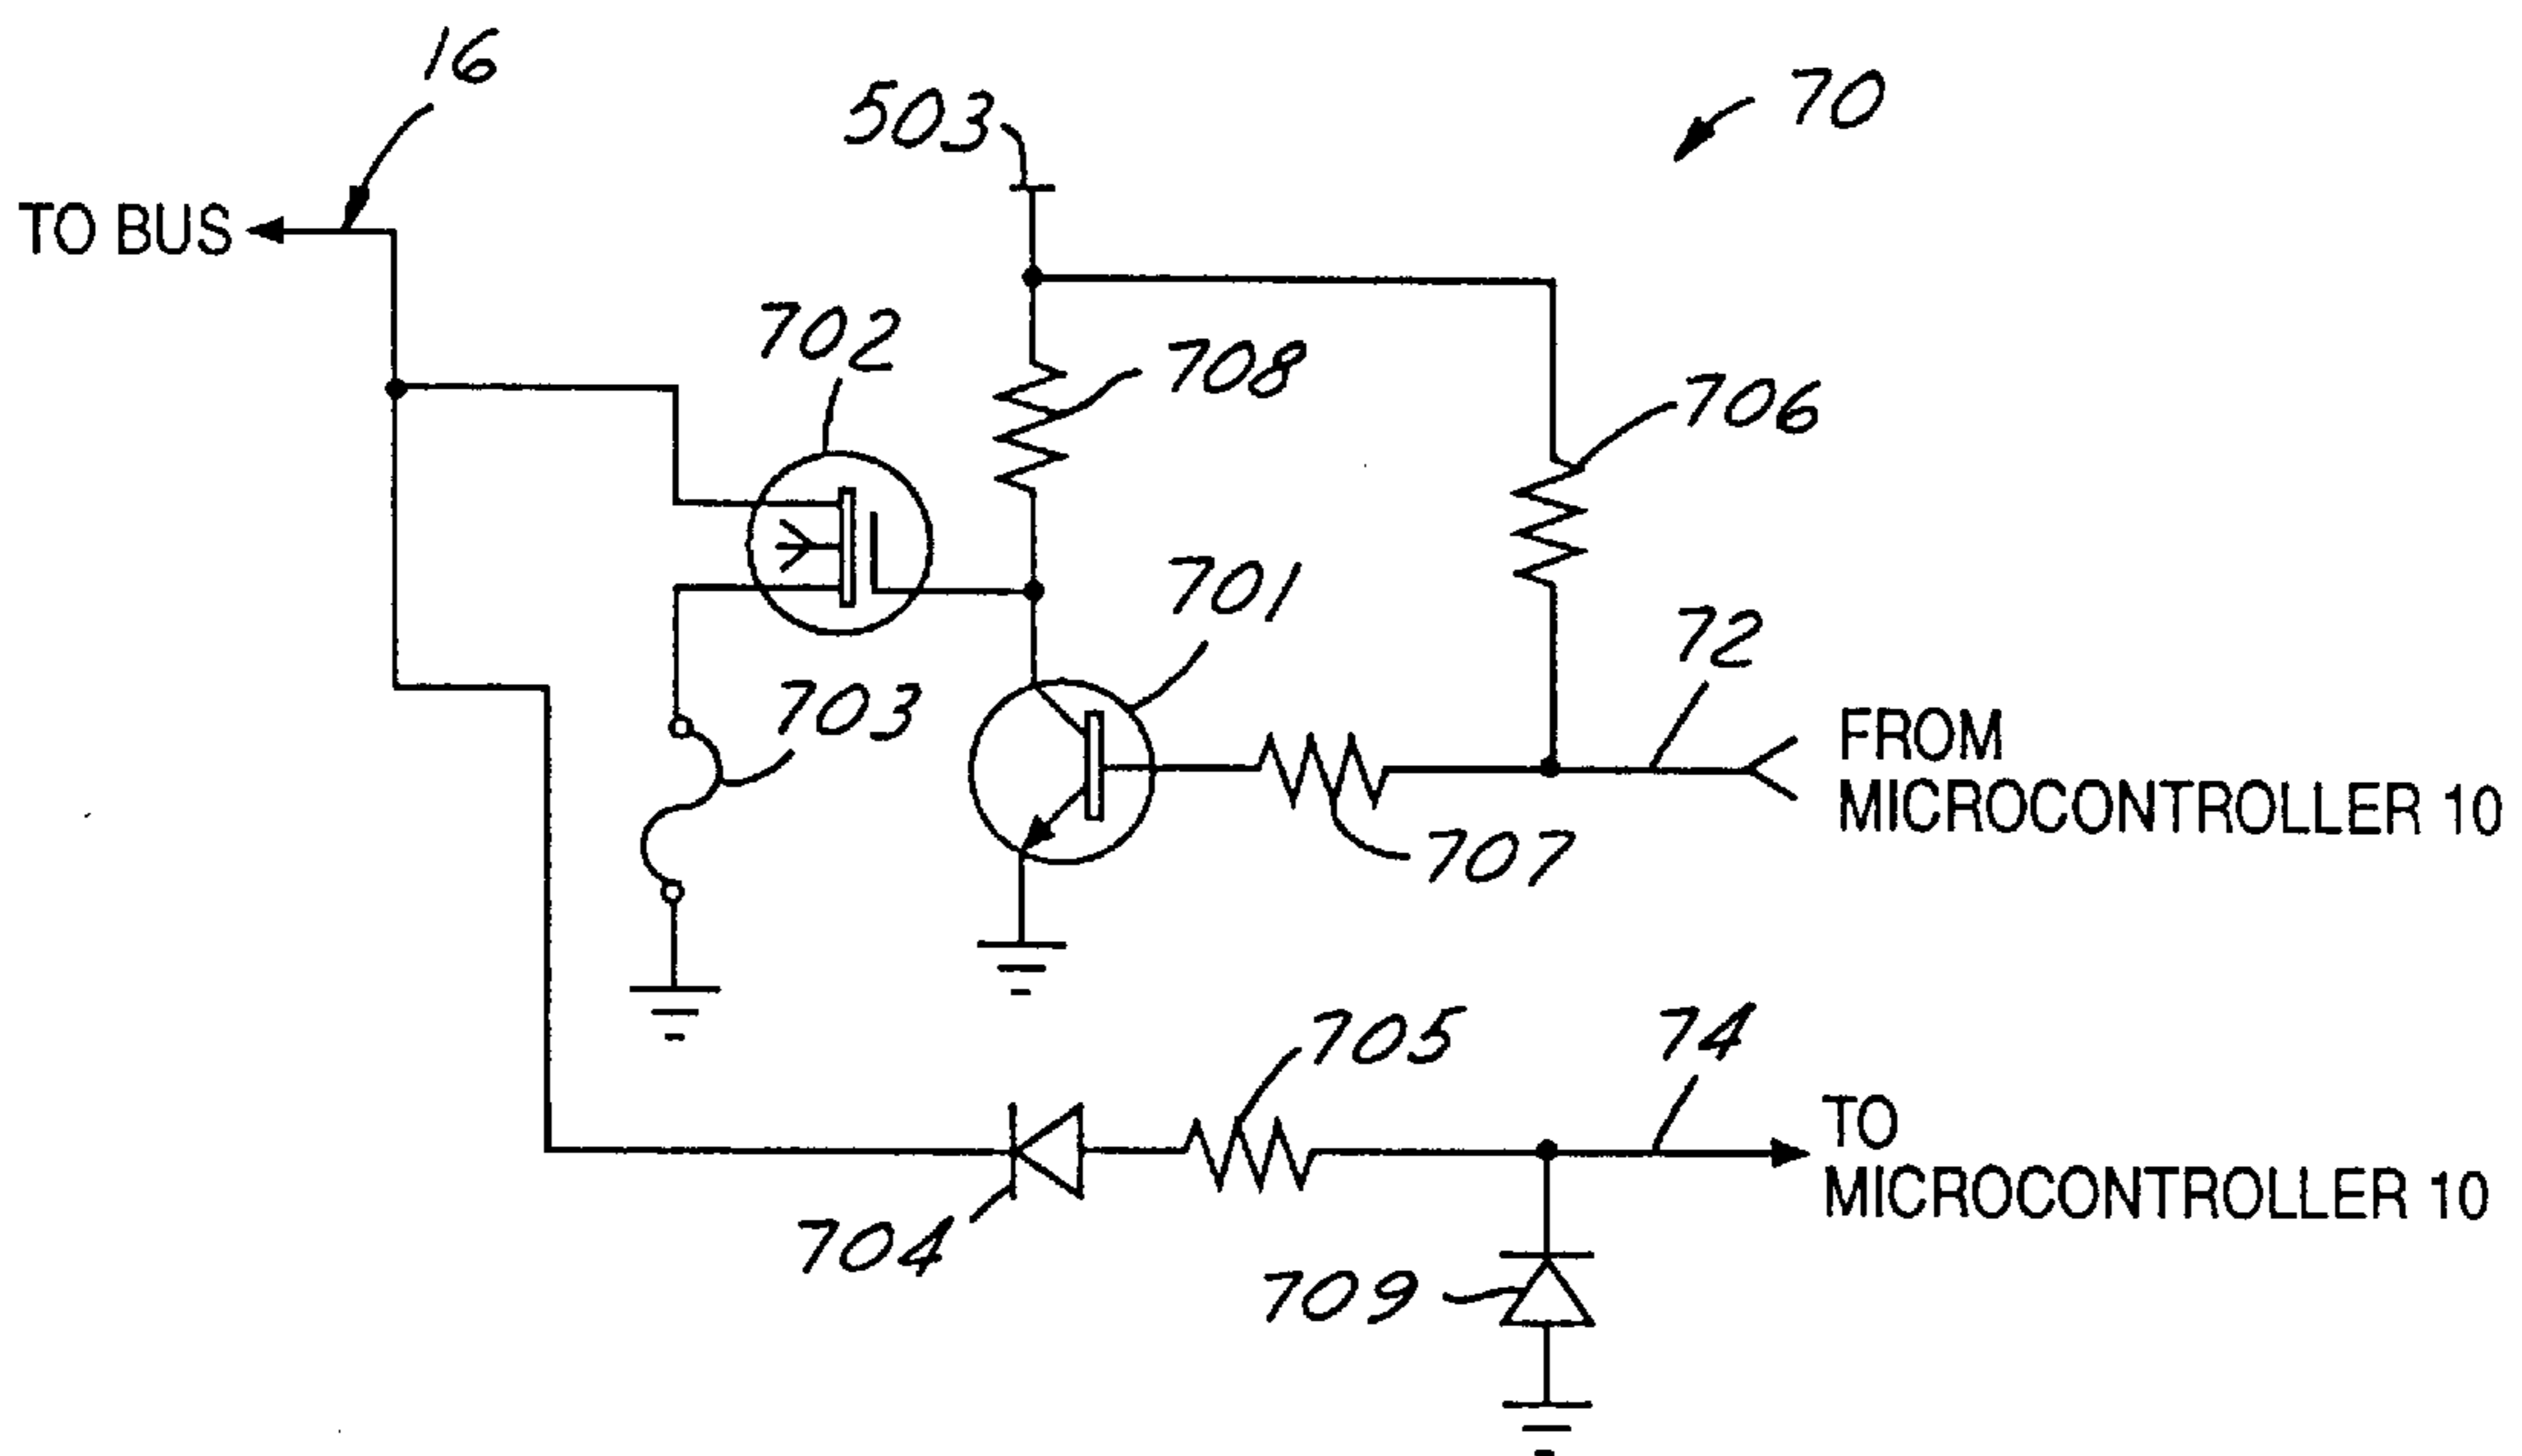 16
503
70
TO BUS
702
708
706
701
72
703
FROM
MICROCONTROLLER 10
707
705
74
TO
MICROCONTROLLER 10
704
709